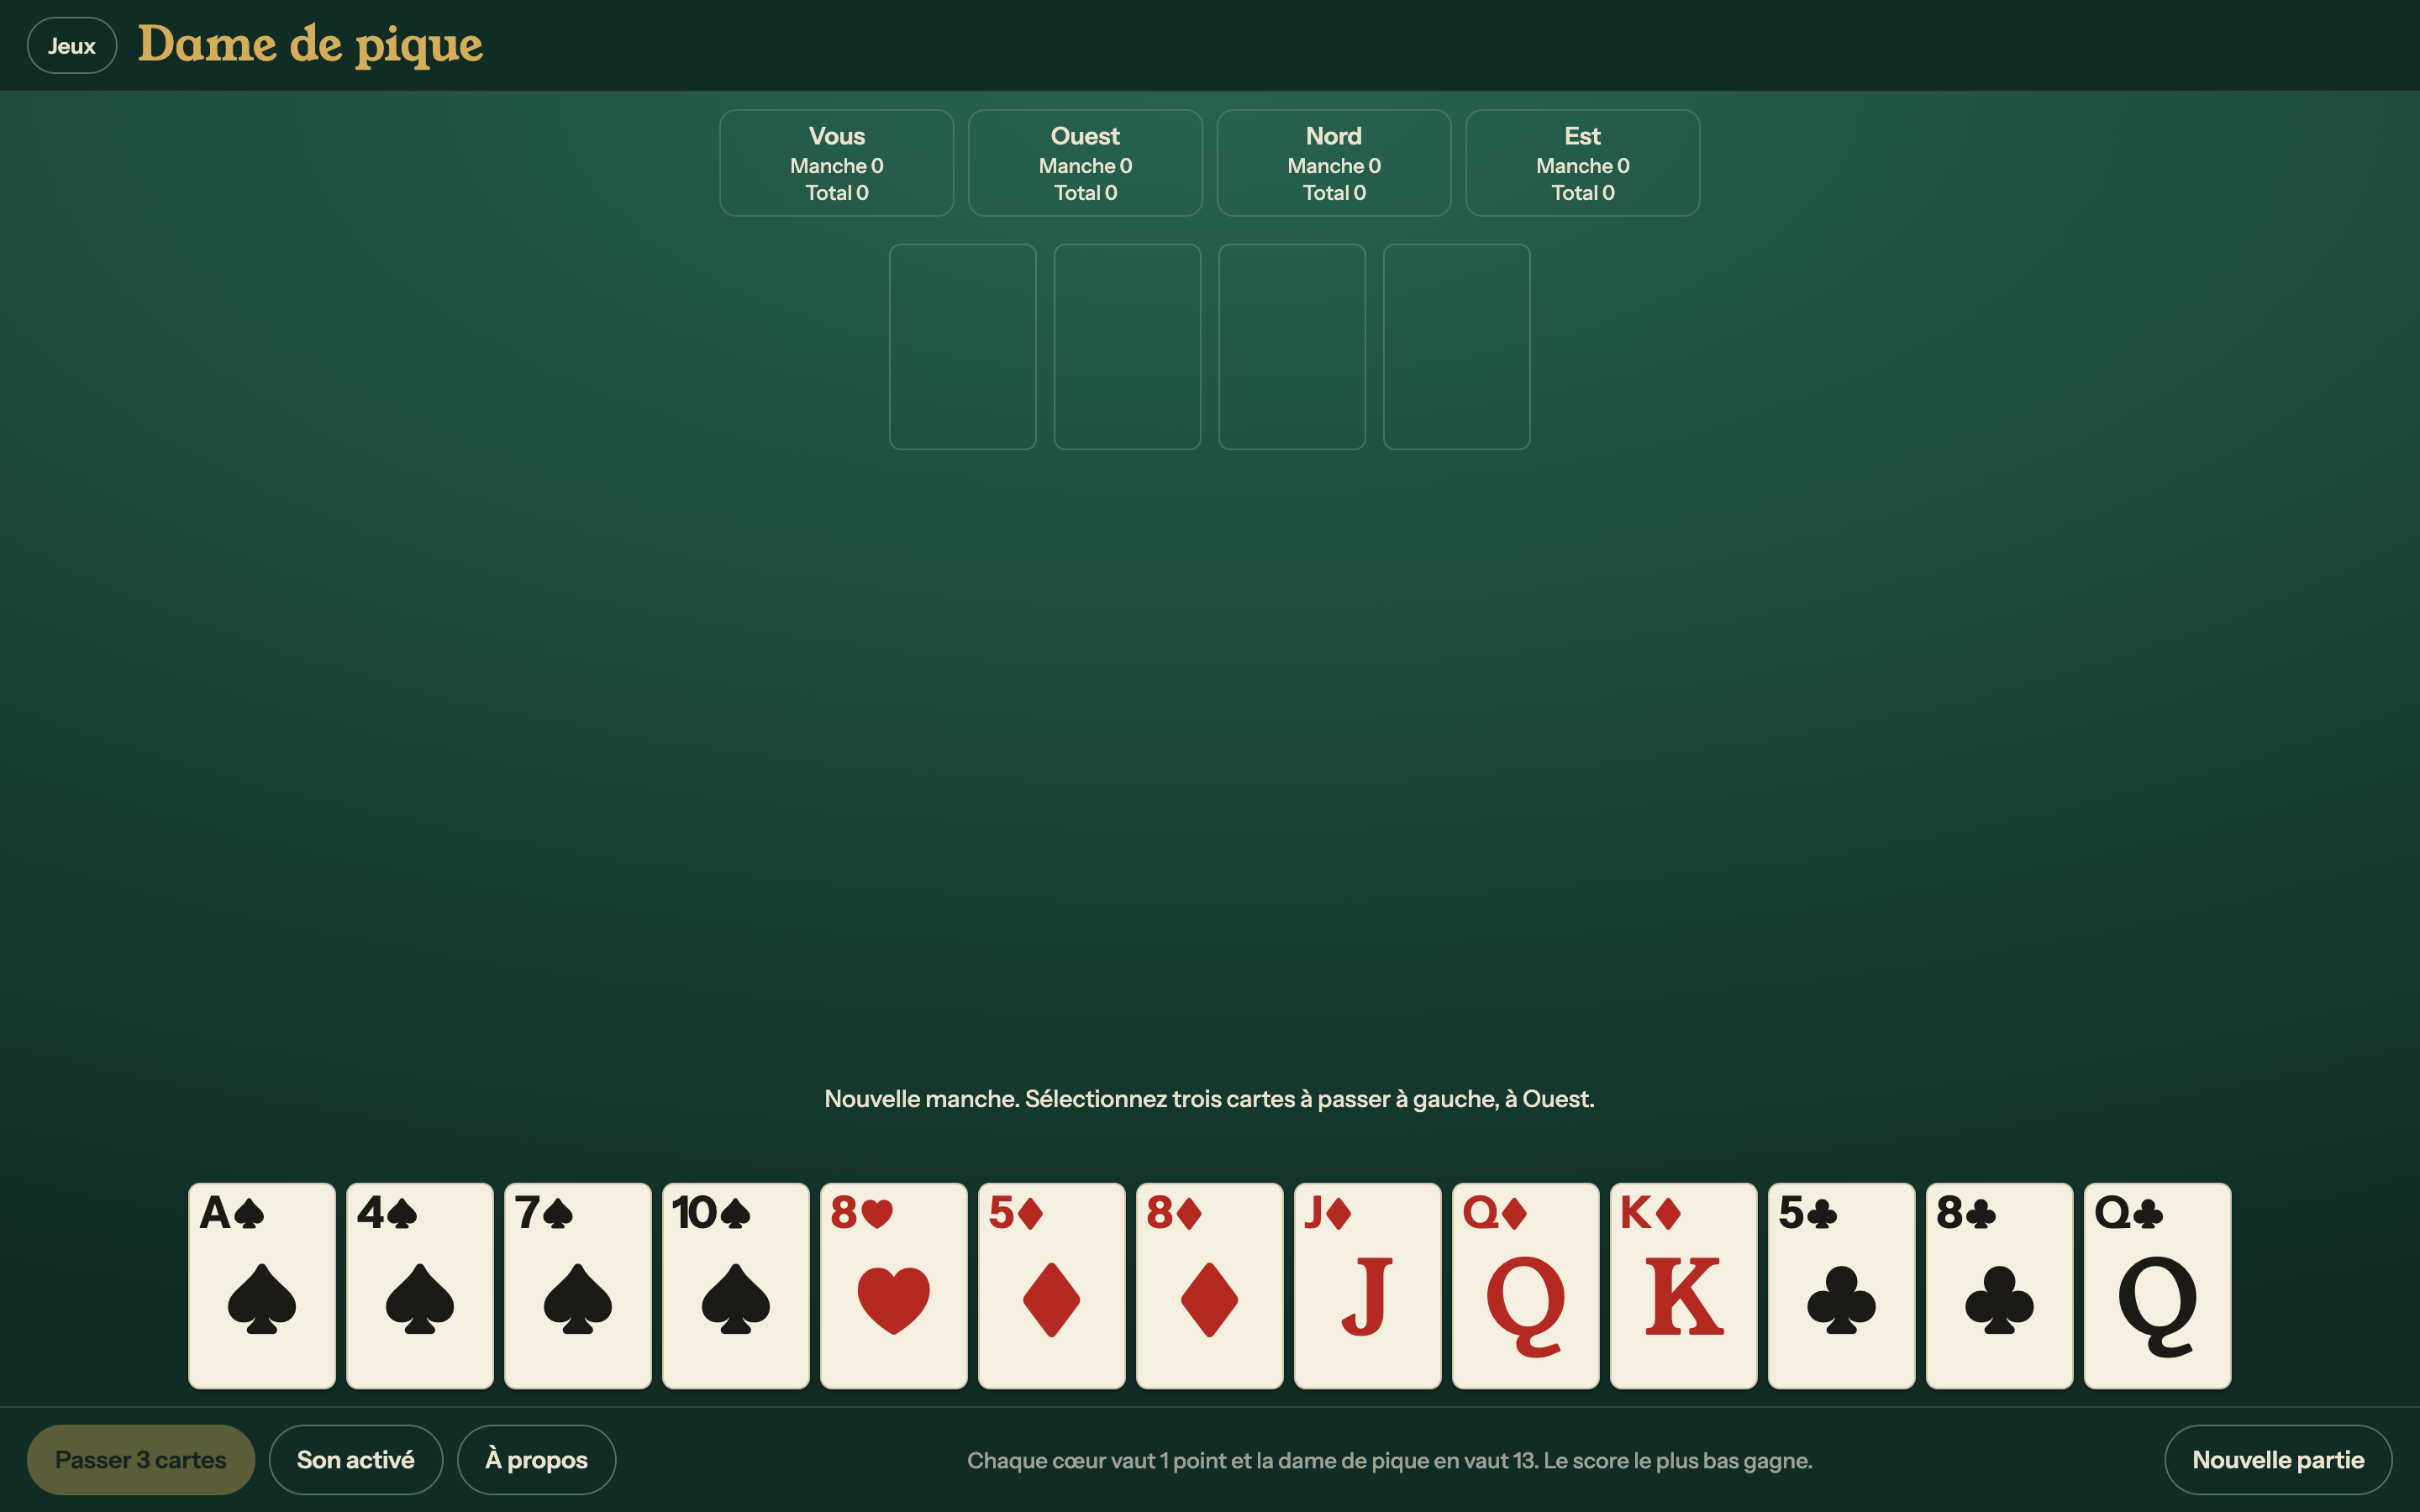 Jeux
Dame de pique
Vous
Manche 0
Total 0
Ouest
Manche 0
Total 0
Nord
Manche 0
Total 0
Est
Manche 0
Total 0
Nouvelle manche. Sélectionnez trois cartes à passer à gauche, à Ouest.
A♠
4♠
7♠
10♠
8♥
5♦
8♦
J♦
J
Q♦
Q
K♦
K
5♣
8♣
Q♣
Q
Passer 3 cartes
Son activé
À propos
Chaque cœur vaut 1 point et la dame de pique en vaut 13. Le score le plus bas gagne.
Nouvelle partie